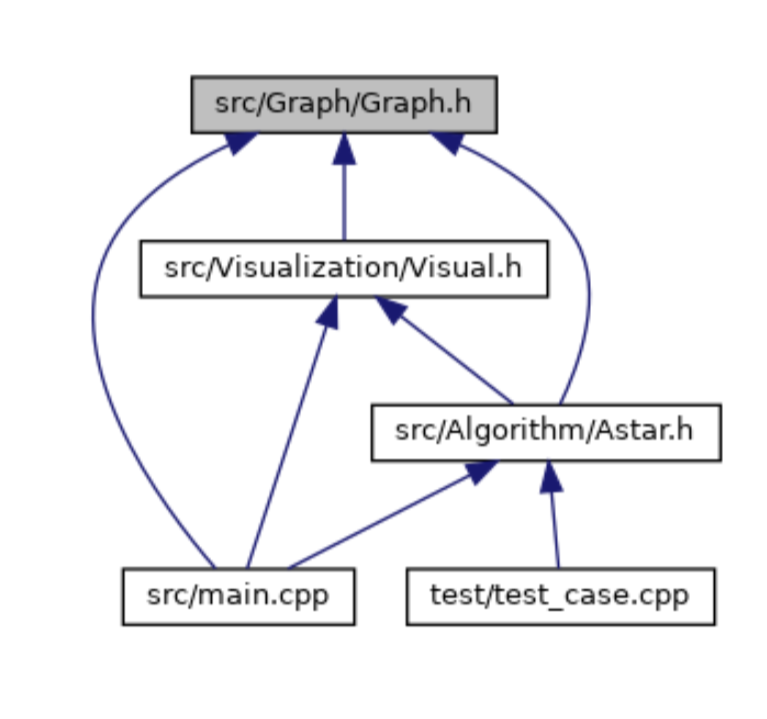 src/Graph/Graph.h
src/Visualization/Visual.h
src/Algorithm/Astar.h
src/main.cpp
test/test_case.cpp